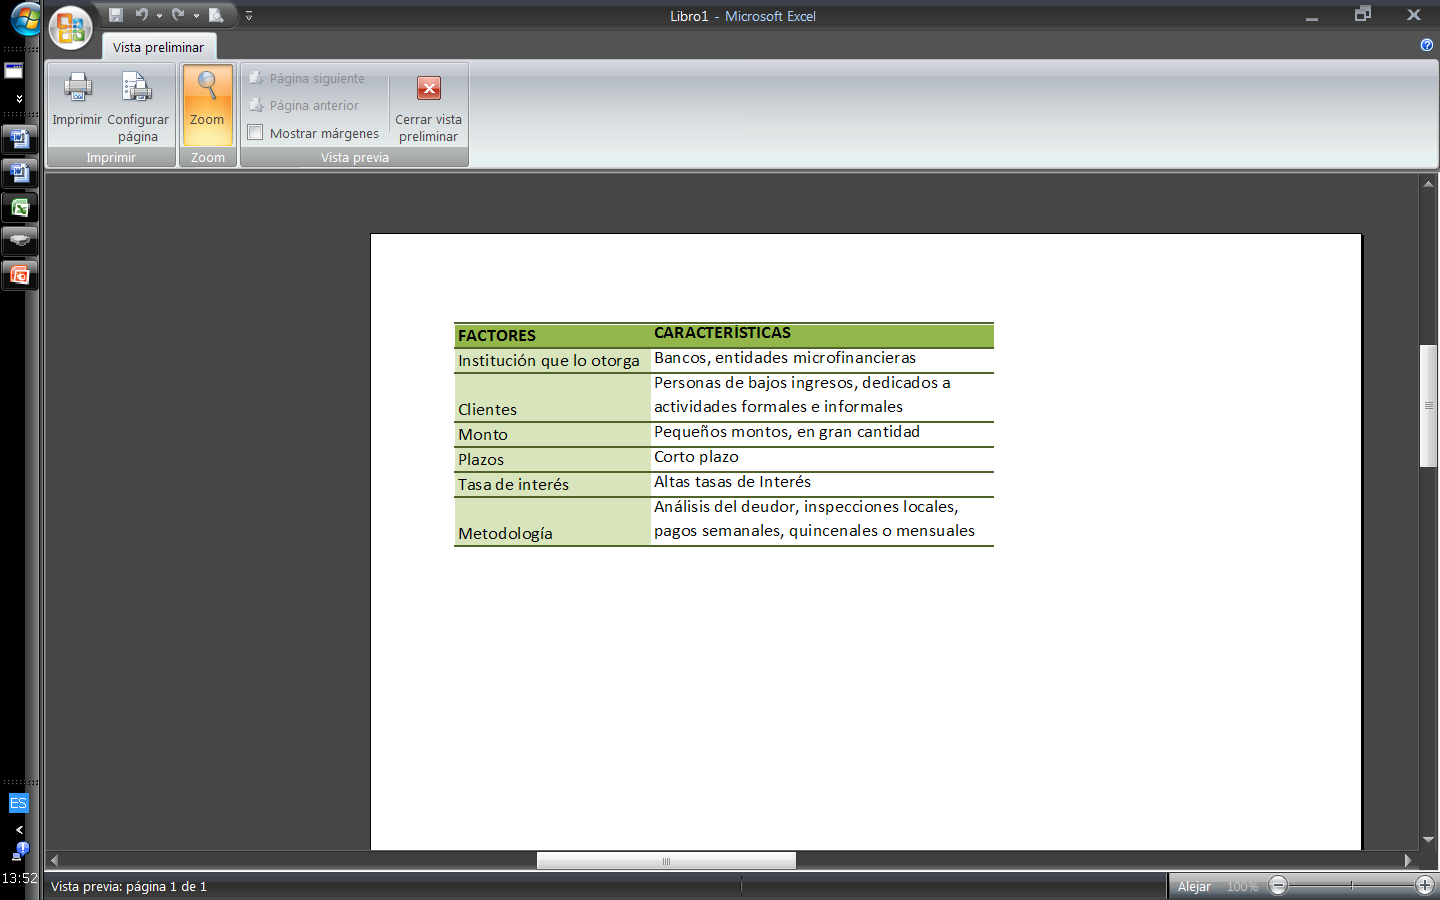 Libro1 - Microsoft Excel
Vista preliminar
Imprimir
Configurar página
Zoom
Página siguiente
Página anterior
Mostrar márgenes
Cerrar vista preliminar
Imprimir
Zoom
Vista previa
FACTORES CARACTERÍSTICAS
Institución que lo otorga Bancos, entidades microfinancieras
Clientes Personas de bajos ingresos, dedicados a
actividades formales e informales
Monto Pequeños montos, en gran cantidad
Plazos Corto plazo
Tasa de interés Altas tasas de Interés
Metodología Análisis del deudor, inspecciones locales,
pagos semanales, quincenales o mensuales
ES
13:52
Vista previa: página 1 de 1
Alejar 100%